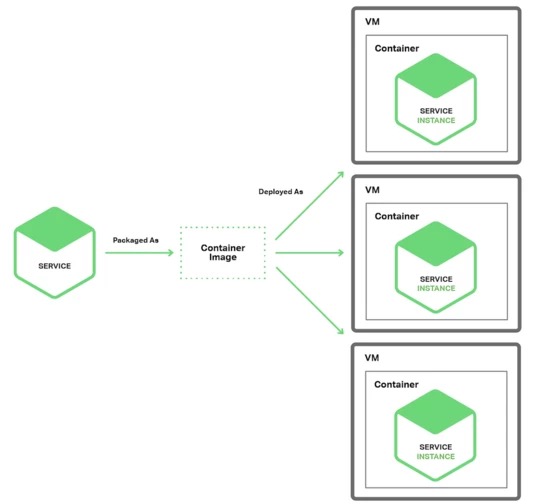 VM
Container
SERVICE
INSTANCE
Deployed As
VM
Container
SERVICE
INSTANCE
Packaged As
Container
Image
SERVICE
VM
Container
SERVICE
INSTANCE